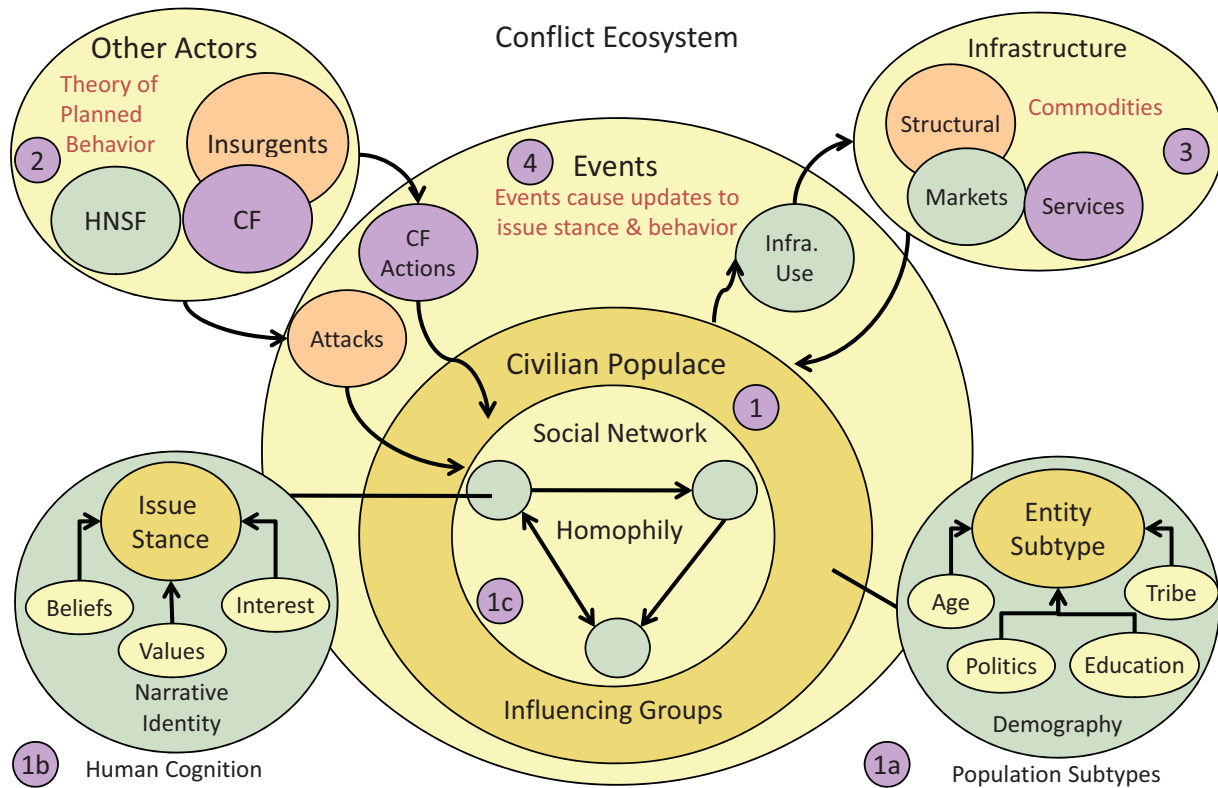 Conflict Ecosystem
Other Actors
Theory of
Planned
Behavior
2
Insurgents
HNSF
CF
Infrastructure
Structural
Commodities
3
Markets
Services
4
Events
Events cause updates to
issue stance & behavior
CF
Actions
Infra.
Use
Attacks
Civilian Populace
1
Social Network
Homophily
1c
Influencing Groups
Issue
Stance
Beliefs
Interest
Values
Narrative
Identity
1b
Human Cognition
Entity
Subtype
Age
Tribe
Politics
Education
Demography
1a
Population Subtypes